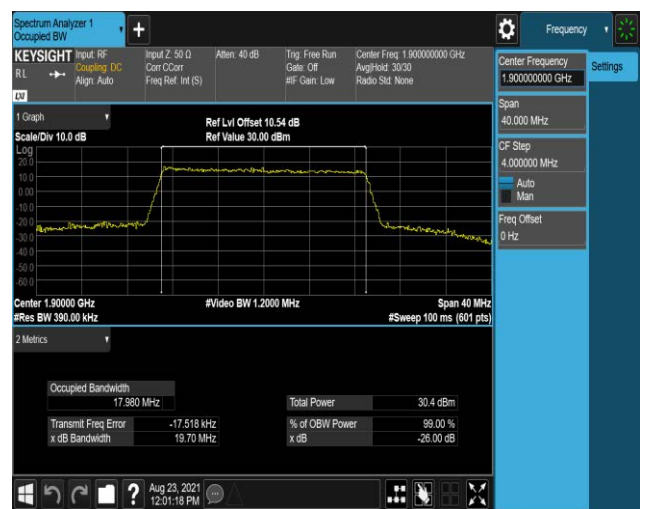 Spectrum Analyzer 1
Occupied BW
+
Frequency
KEYSIGHT
RL
LXI
Input: RF
Coupling: DC
Align: Auto
Input Z: 50 Ω
Corr CCorr
Freq Ref: Int (S)
Atten: 40 dB
Trig: Free Run
Gate: Off
#IF Gain: Low
Center Freq: 1.900000000 GHz
Avg|Hold: 30/30
Radio Std: None
Center Frequency
1.900000000 GHz
Settings
Span
40.000 MHz
CF Step
4.000000 MHz
Auto
Man
Freq Offset
0 Hz
1 Graph
Scale/Div 10.0 dB
Ref Lvl Offset 10.54 dB
Ref Value 30.00 dBm
Log
20.0
10.0
0.00
-10.0
-20.0
-30.0
-40.0
-50.0
-60.0
Center 1.90000 GHz
#Res BW 390.00 kHz
#Video BW 1.2000 MHz
Span 40 MHz
#Sweep 100 ms (601 pts)
2 Metrics
Occupied Bandwidth
17.980 MHz
Transmit Freq Error -17.518 kHz
x dB Bandwidth 19.70 MHz
Total Power 30.4 dBm
% of OBW Power 99.00 %
x dB -26.00 dB
?
Aug 23, 2021
12:01:18 PM